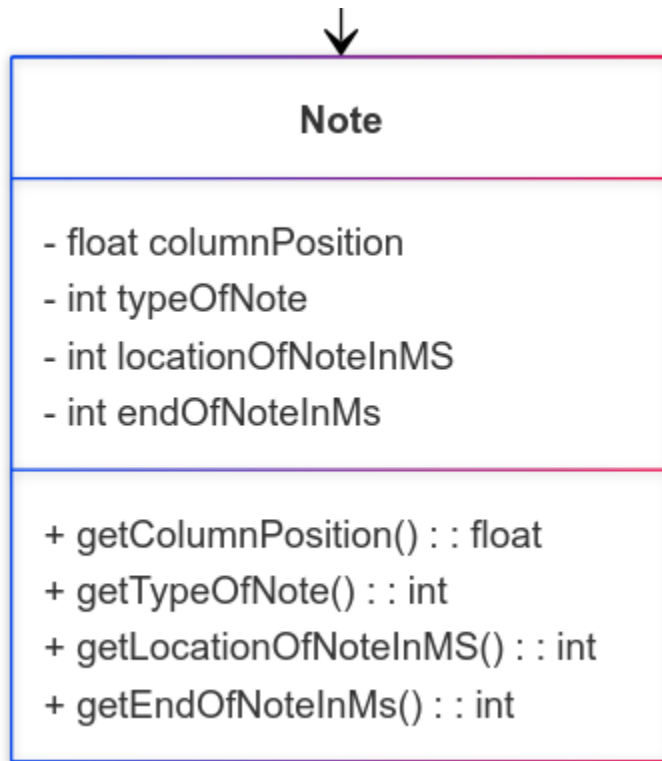 Note
- float columnPosition
- int typeOfNote
- int locationOfNoteInMS
- int endOfNoteInMs
+ getColumnPosition() : : float
+ getTypeOfNote() : : int
+ getLocationOfNoteInMS() : : int
+ getEndOfNoteInMs() : : int